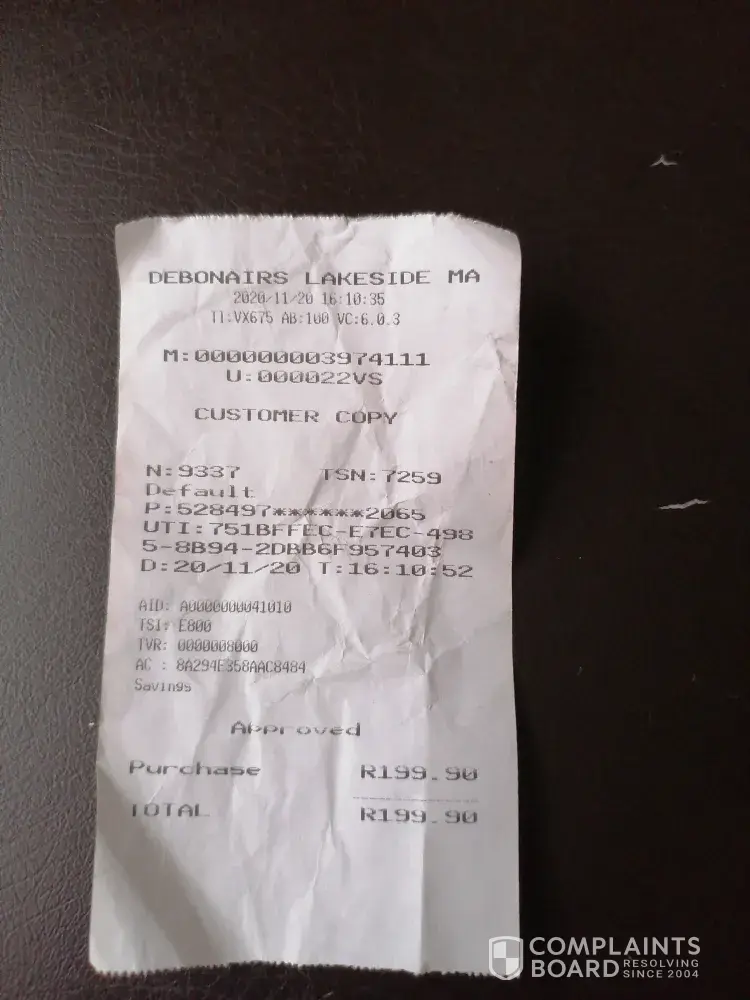 DEBONAIRS LAKESIDE MA
2020/11/20 16:10:35
TI:VX675 AB:100 VC:6.0.3
M:000000003974111
U:000022VS
CUSTOMER COPY
N:9337 TSN:7259
Default
P:528497******2065
UTI:751BFFEC-E7EC-498
5-8B94-2DBB6F957403
D:20/11/20 T:16:10:52
AID: A0000000041010
TSI: E800
TVR: 0000008000
AC : 8A294E358AAC8484
Savings
Approved
Purchase R199.90
TOTAL R199.90
COMPLAINTS
BOARD RESOLVING
SINCE 2004